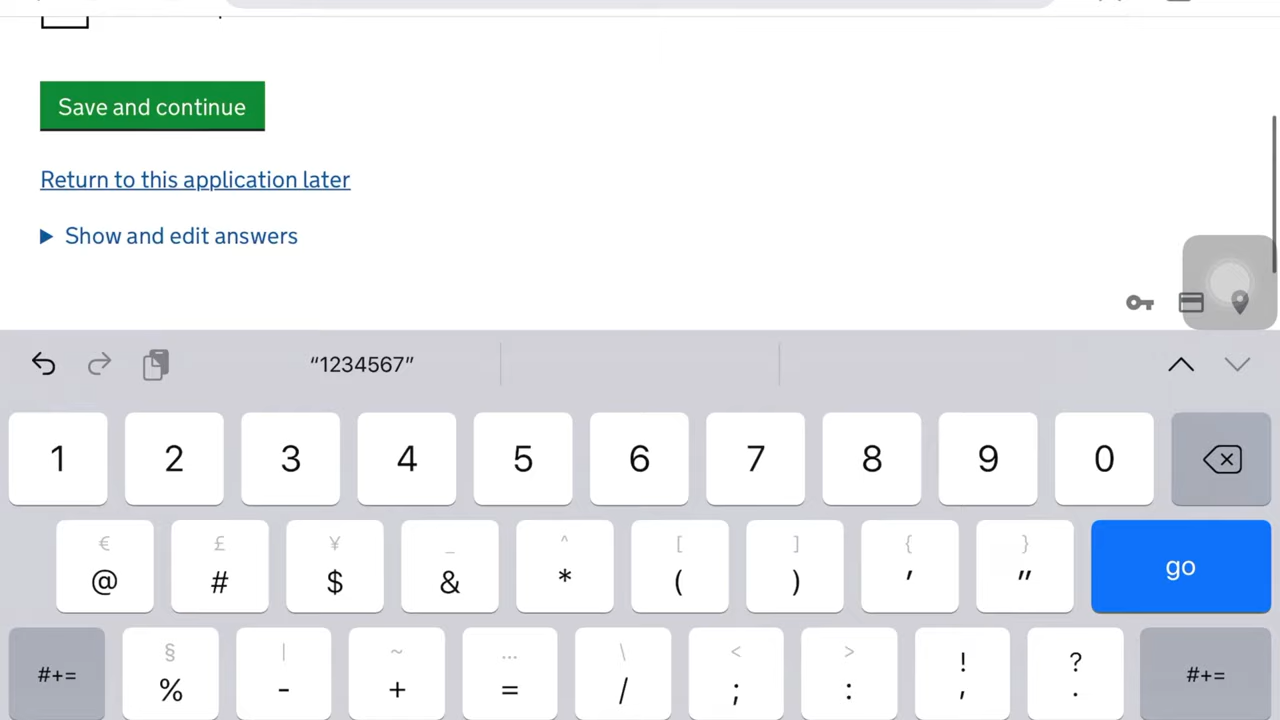 Save and continue
Return to this application later
Show and edit answers
“1234567”
1 2 3 4 5 6 7 8 9 0
€ £ ¥ _ ^ [ ] { }
@ # $ & * ( ) ' " go
§ | ~ ... \ < > ! ?
#+= % - + = / ; : , . #+=